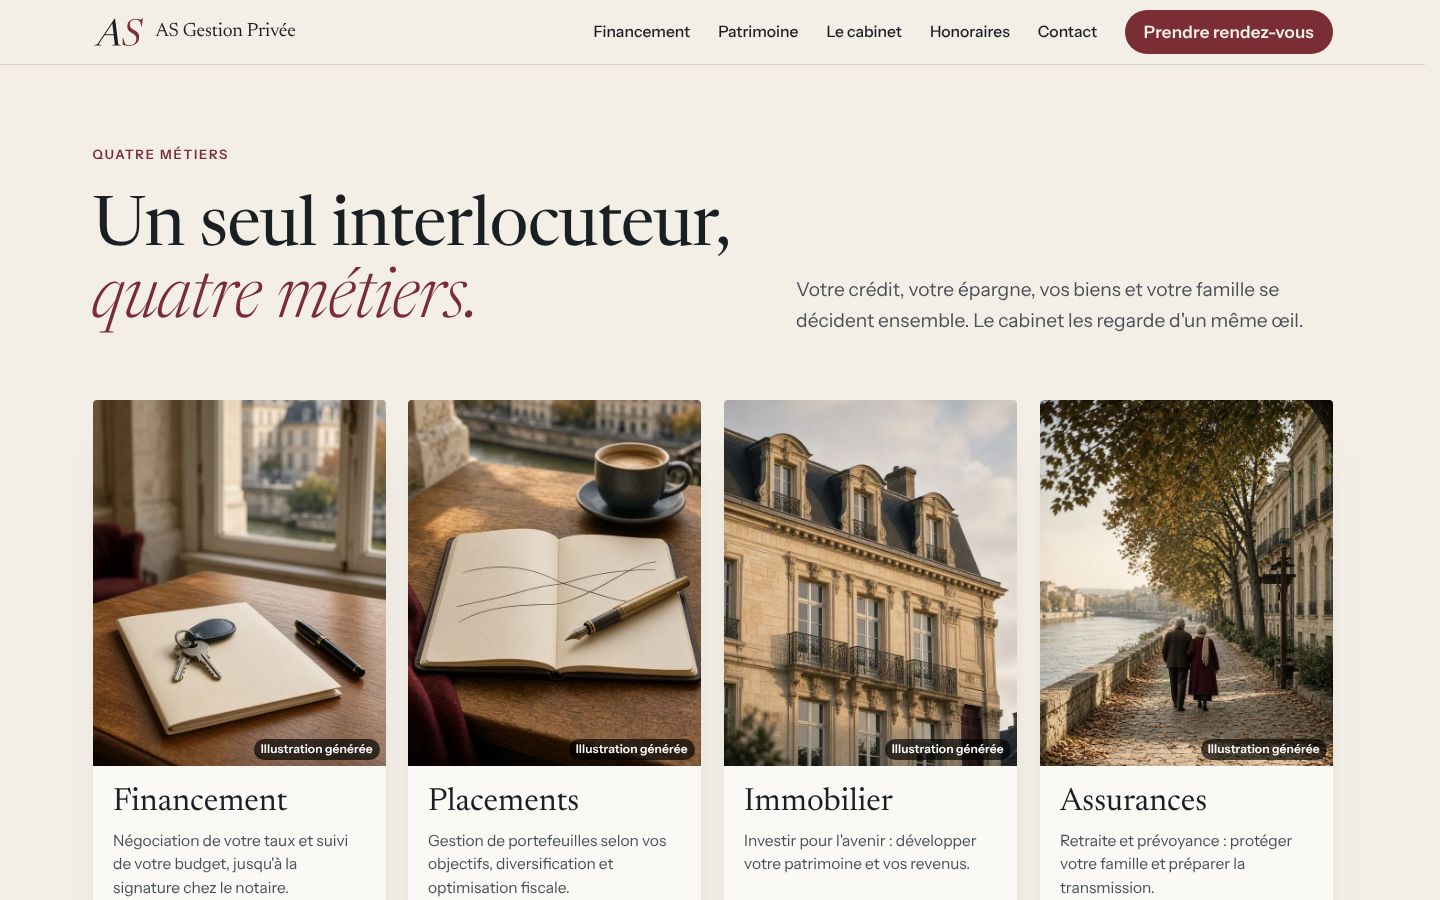 AS AS Gestion Privée
Financement Patrimoine Le cabinet Honoraires Contact Prendre rendez-vous
QUATRE MÉTIERS
Un seul interlocuteur,
quatre métiers.
Votre crédit, votre épargne, vos biens et votre famille se
décident ensemble. Le cabinet les regarde d'un même œil.
Illustration générée
Financement
Négociation de votre taux et suivi
de votre budget, jusqu'à la
signature chez le notaire.
Illustration générée
Placements
Gestion de portefeuilles selon vos
objectifs, diversification et
optimisation fiscale.
Illustration générée
Immobilier
Investir pour l'avenir : développer
votre patrimoine et vos revenus.
Illustration générée
Assurances
Retraite et prévoyance : protéger
votre famille et préparer la
transmission.